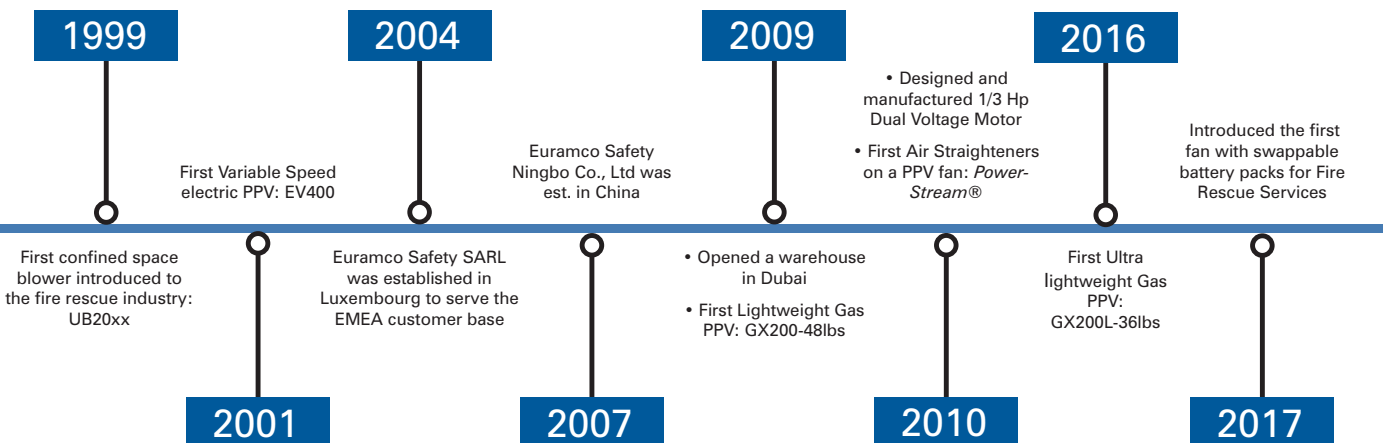 1999
First confined space
blower introduced to
the fire rescue industry:
UB20xx
First Variable Speed
electric PPV: EV400
2001
2004
Euramco Safety SARL
was established in
Luxembourg to serve the
EMEA customer base
Euramco Safety
Ningbo Co., Ltd was
est. in China
2007
2009
• Opened a warehouse
in Dubai
• First Lightweight Gas
PPV: GX200-48lbs
• Designed and
manufactured 1/3 Hp
Dual Voltage Motor
• First Air Straighteners
on a PPV fan: Power-
Stream®
2010
2016
First Ultra
lightweight Gas
PPV:
GX200L-36lbs
Introduced the first
fan with swappable
battery packs for Fire
Rescue Services
2017